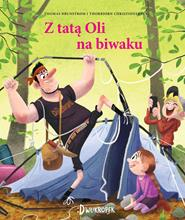 THOMAS BRUNSTRØM I THORBJØRN CHRISTOFFERSEN
Z tatą Oli
na biwaku
DWUKROPEK